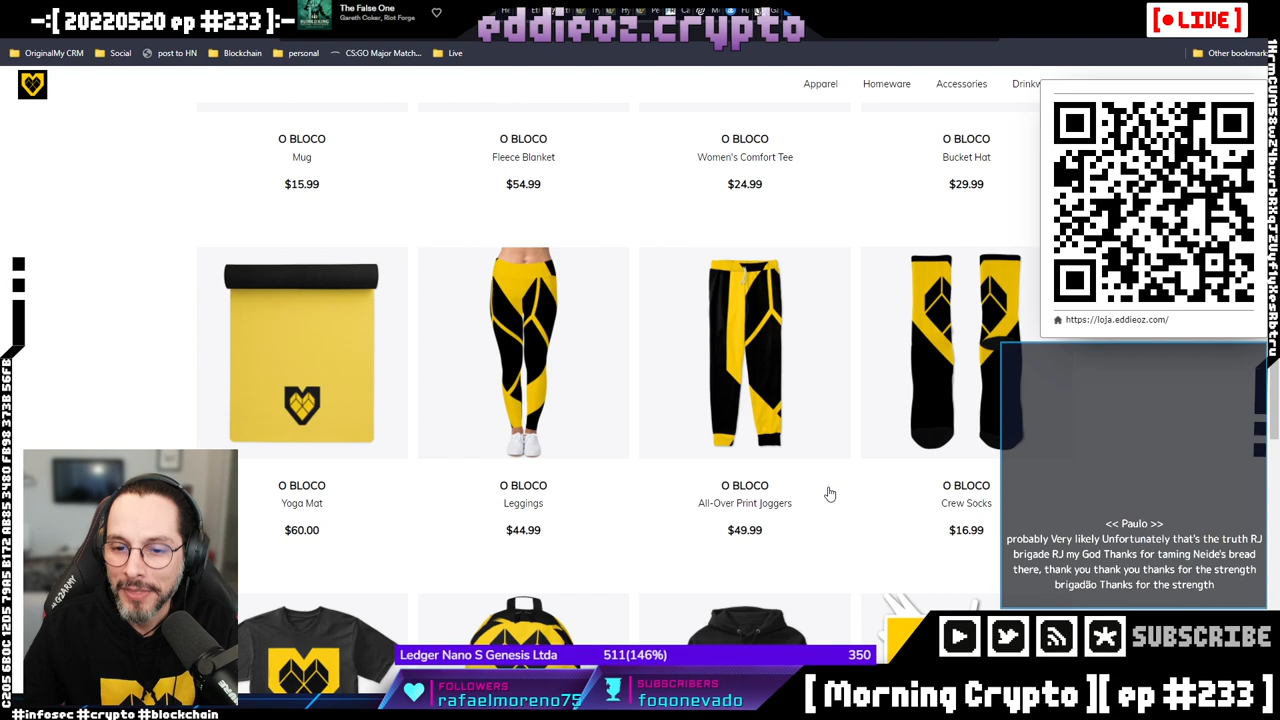 -:[ 20220520 ep #233 ]:-
The False One
Gareth Coker, Riot Forge
eddieoz.crypto
[● LIVE]
OriginalMy CRM
Social
post to HN
Blockchain
personal
CS:GO Major Match...
Live
Other bookmark
Apparel
Homeware
Accessories
Drinkw
O BLOCO
Mug
$15.99
O BLOCO
Fleece Blanket
$54.99
O BLOCO
Women's Comfort Tee
$24.99
O BLOCO
Bucket Hat
$29.99
https://loja.eddieoz.com/
O BLOCO
Yoga Mat
$60.00
O BLOCO
Leggings
$44.99
O BLOCO
All-Over Print Joggers
$49.99
O BLOCO
Crew Socks
$16.99
<< Paulo >>
probably Very likely Unfortunately that's the truth RJ
brigade RJ my God Thanks for taming Neide's bread
there, thank you thank you thanks for the strength
brigadão Thanks for the strength
Ledger Nano S Genesis Ltda 511(146%) 350
FOLLOWERS
rafaelmoreno75
SUBSCRIBERS
fogonevado
SUBSCRIBE
[ Morning Crypto ][ ep #233 ]
#infosec #crypto #blockchain